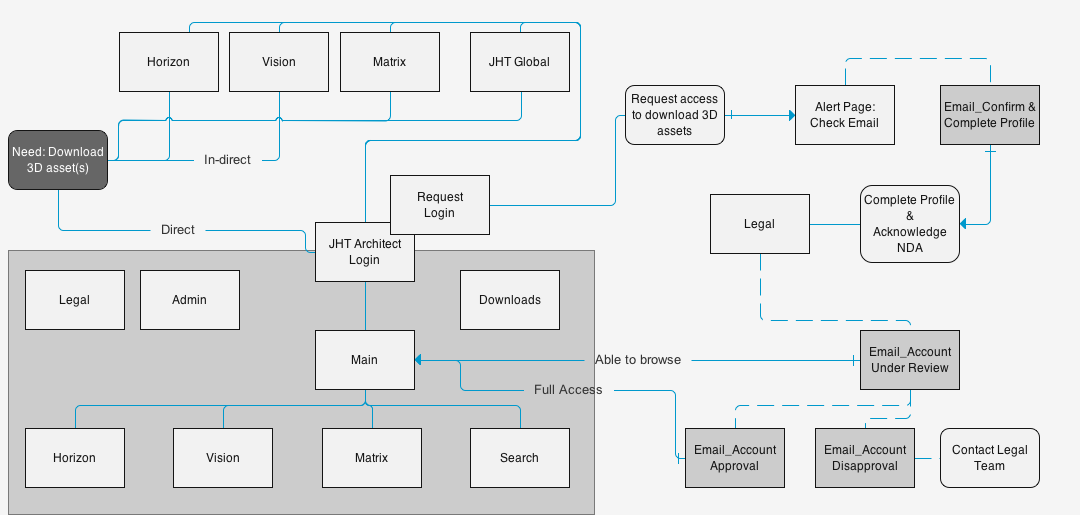 Horizon
Vision
Matrix
JHT Global
Request access
to download 3D
assets
Alert Page:
Check Email
Email_Confirm &
Complete Profile
Need: Download
3D asset(s)
In-direct
Request
Login
Direct
JHT Architect
Login
Legal
Complete Profile
&
Acknowledge
NDA
Legal
Admin
Downloads
Main
Able to browse
Email_Account
Under Review
Full Access
Horizon
Vision
Matrix
Search
Email_Account
Approval
Email_Account
Disapproval
Contact Legal
Team